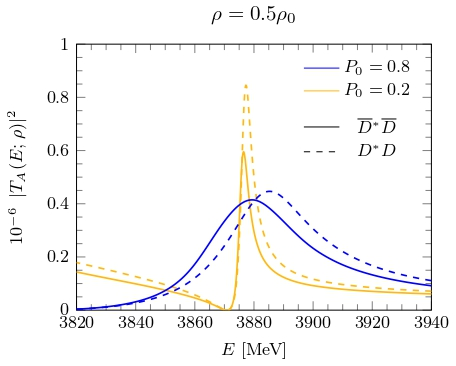 ρ = 0.5ρ₀
1
0.8
0.6
0.4
0.2
0
10⁻⁶ |T_A(E; ρ)|²
P₀ = 0.8
P₀ = 0.2
D̅*D̅
D*D
3820 3840 3860 3880 3900 3920 3940
E [MeV]